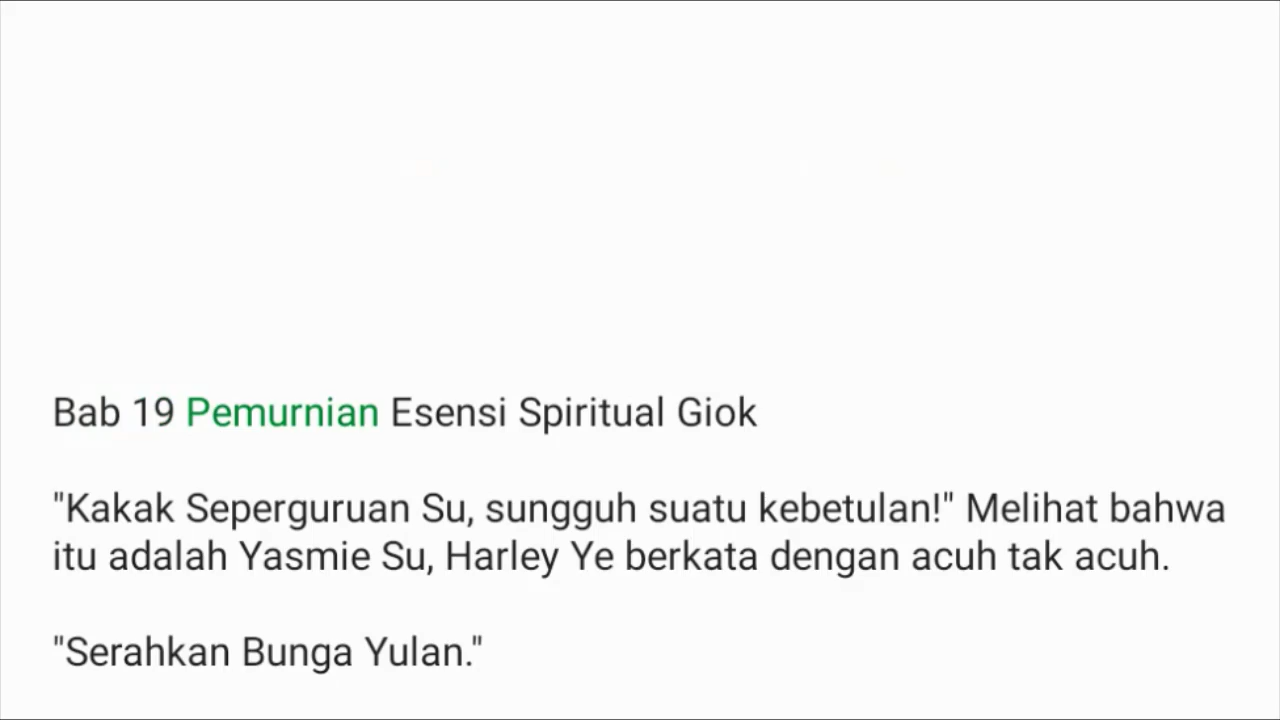 Bab 19 Pemurnian Esensi Spiritual Giok
"Kakak Seperguruan Su, sungguh suatu kebetulan!" Melihat bahwa
itu adalah Yasmie Su, Harley Ye berkata dengan acuh tak acuh.
"Serahkan Bunga Yulan."